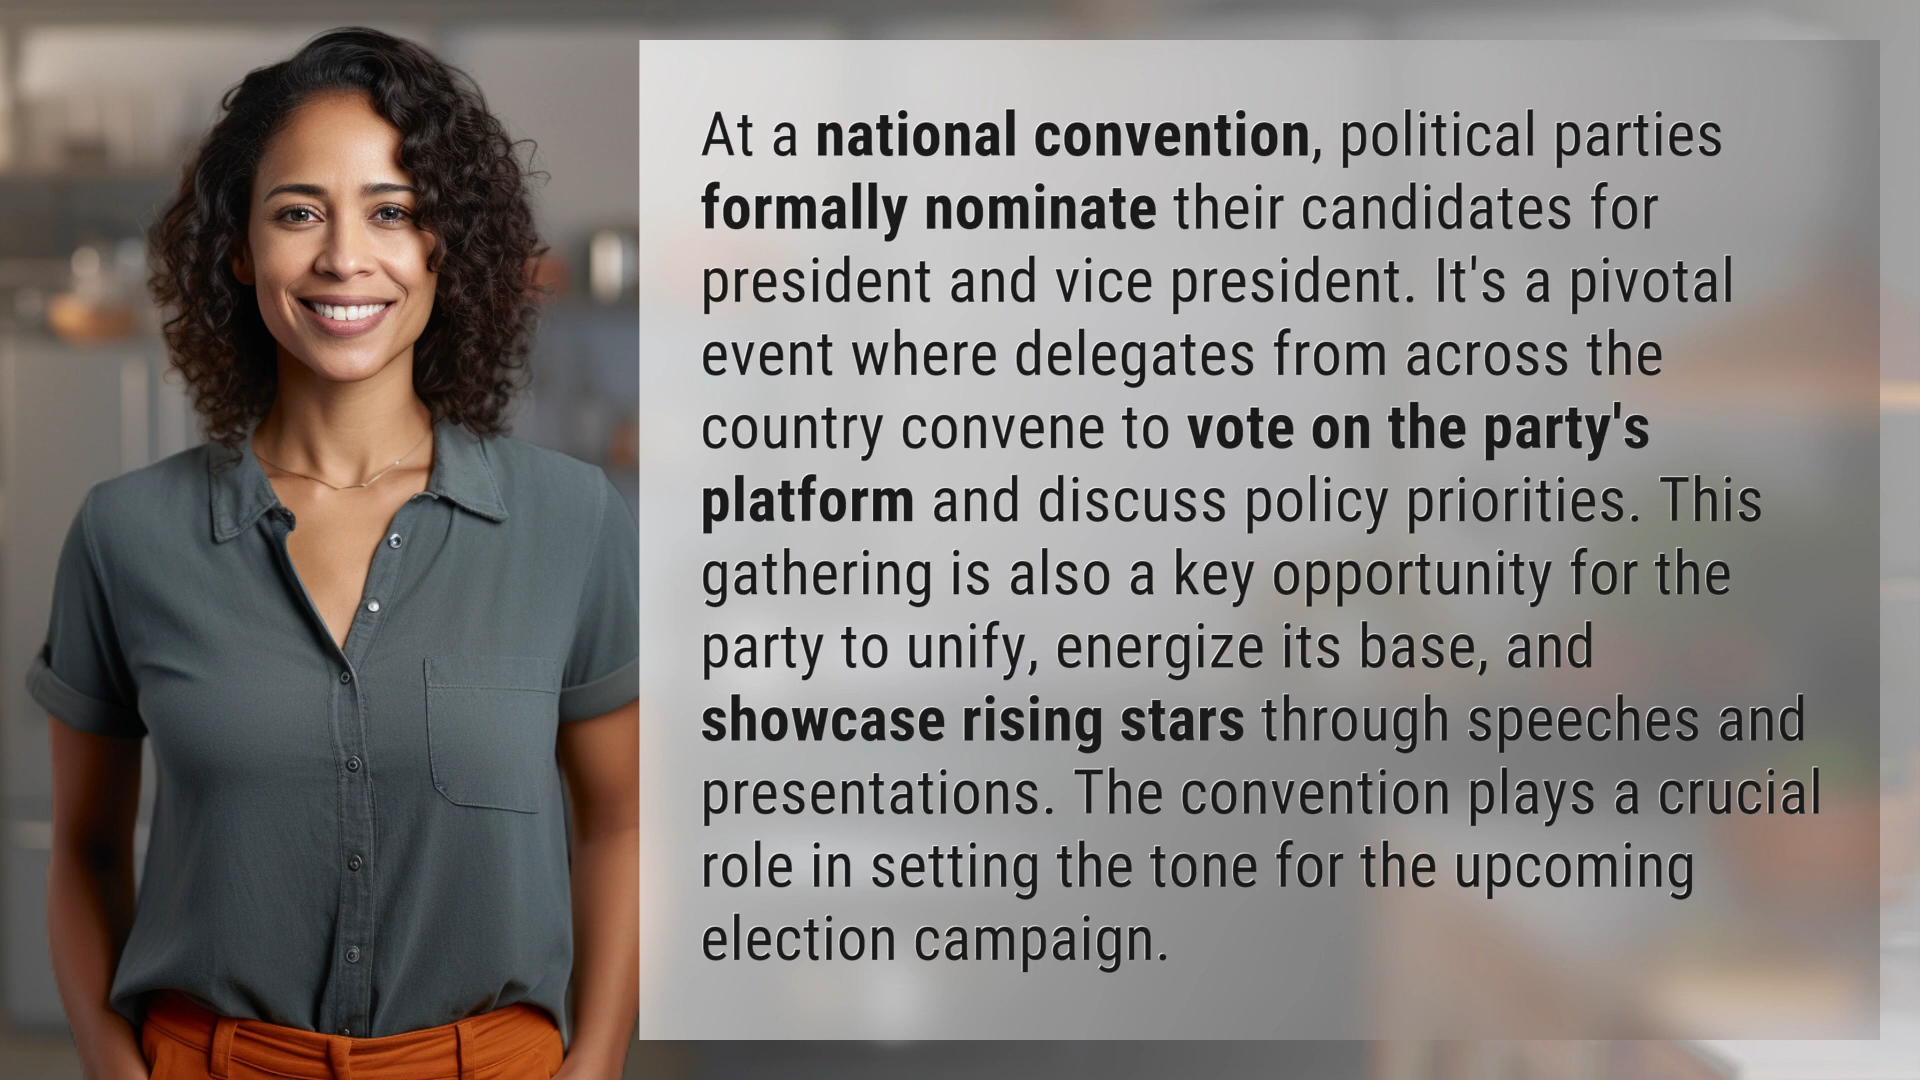 At a national convention, political parties
formally nominate their candidates for
president and vice president. It's a pivotal
event where delegates from across the
country convene to vote on the party's
platform and discuss policy priorities. This
gathering is also a key opportunity for the
party to unify, energize its base, and
showcase rising stars through speeches and
presentations. The convention plays a crucial
role in setting the tone for the upcoming
election campaign.